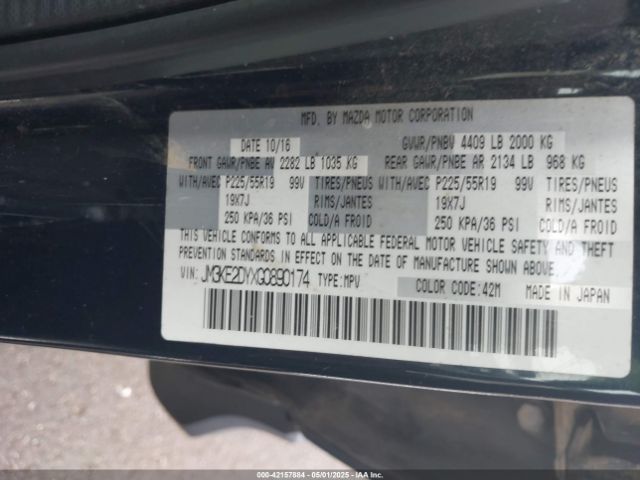 MFD. BY MAZDA MOTOR CORPORATION
DATE 10/16 GVWR/PNBV 4409 LB 2000 KG
FRONT GAWR/PNBE AV 2282 LB 1035 KG REAR GAWR/PNBE AR 2134 LB 968 KG
WITH/AVEC P225/55R19 99V TIRES/PNEUS WITH/AVEC P225/55R19 99V TIRES/PNEUS
19X7J RIMS/JANTES 19X7J RIMS/JANTES
250 KPA/36 PSI COLD/A FROID 250 KPA/36 PSI COLD/A FROID
THIS VEHICLE CONFORMS TO ALL APPLICABLE FEDERAL MOTOR VEHICLE SAFETY AND THEFT
PREVENTION STANDARDS IN EFFECT ON THE DATE OF MANUFACTURE SHOWN ABOVE.
VIN: JM3KE2DYXG0890174 TYPE:MPV COLOR CODE:42M MADE IN JAPAN
000-42157884 | 05/01/2025 | Copyright © IAA, LLC